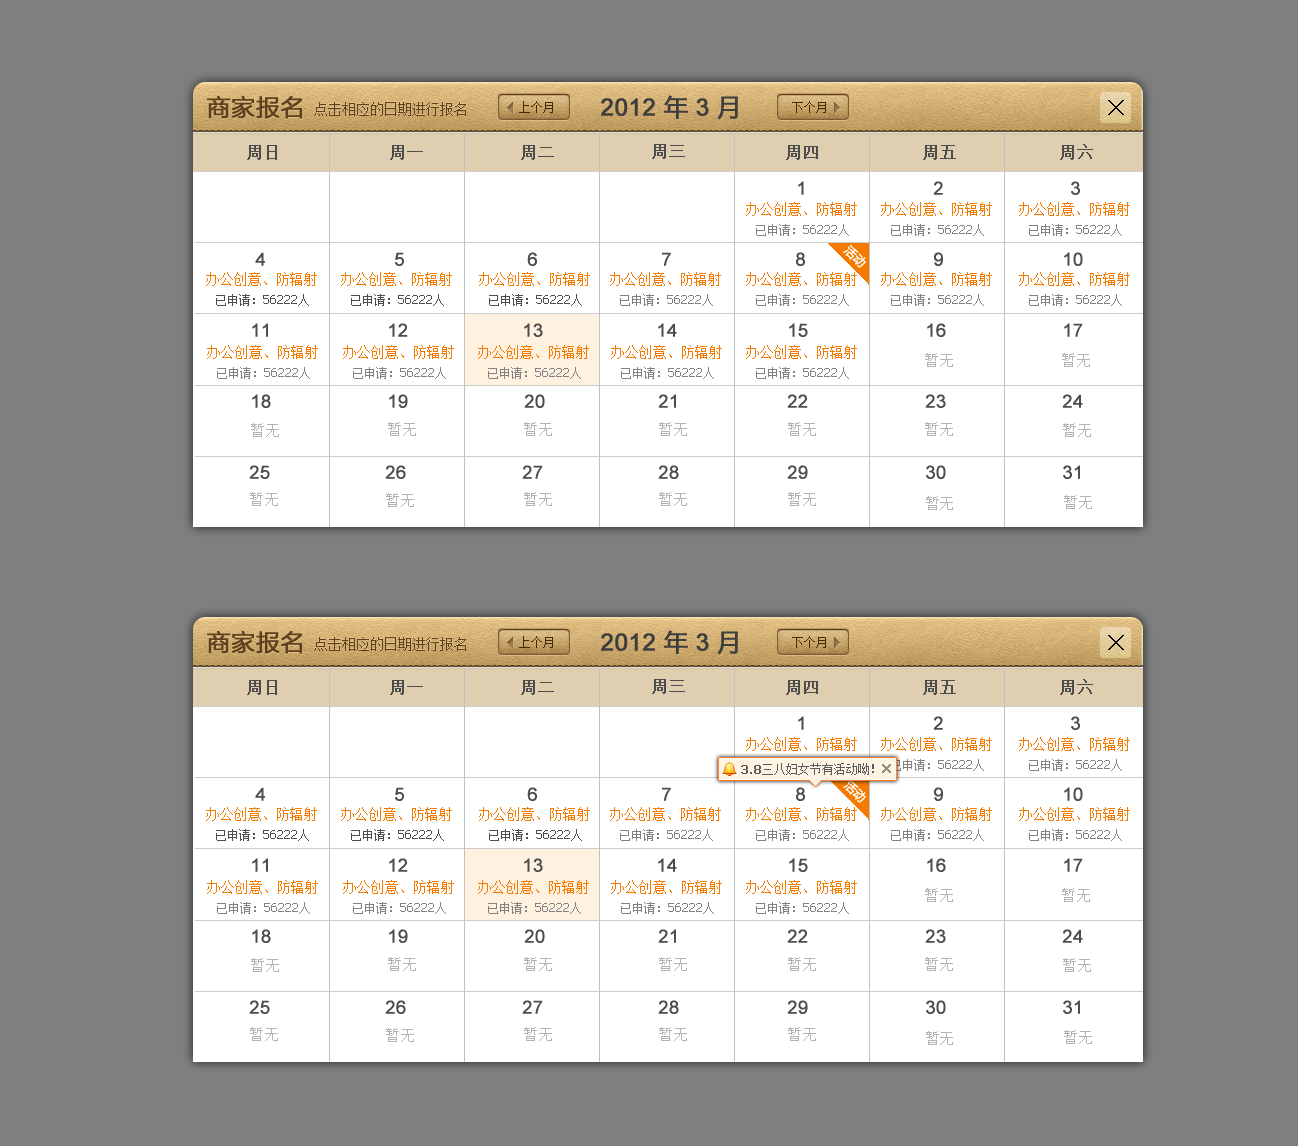 商家报名 点击相应的日期进行报名 上个月 2012 年 3 月 下个月
周日 周一 周二 周三 周四 周五 周六
1 2 3
办公创意、防辐射 办公创意、防辐射 办公创意、防辐射
已申请：56222人 已申请：56222人 已申请：56222人
4 5 6 7 8 活动 9 10
办公创意、防辐射 办公创意、防辐射 办公创意、防辐射 办公创意、防辐射 办公创意、防辐射 办公创意、防辐射 办公创意、防辐射
已申请：56222人 已申请：56222人 已申请：56222人 已申请：56222人 已申请：56222人 已申请：56222人 已申请：56222人
11 12 13 14 15 16 17
办公创意、防辐射 办公创意、防辐射 办公创意、防辐射 办公创意、防辐射 办公创意、防辐射 暂无 暂无
已申请：56222人 已申请：56222人 已申请：56222人 已申请：56222人 已申请：56222人
18 19 20 21 22 23 24
暂无 暂无 暂无 暂无 暂无 暂无 暂无
25 26 27 28 29 30 31
暂无 暂无 暂无 暂无 暂无 暂无 暂无
商家报名 点击相应的日期进行报名 上个月 2012 年 3 月 下个月
周日 周一 周二 周三 周四 周五 周六
1 2 3
办公创意、防辐射 办公创意、防辐射 办公创意、防辐射
3.8三八妇女节有活动呦! 已申请：56222人 已申请：56222人
4 5 6 7 8 活动 9 10
办公创意、防辐射 办公创意、防辐射 办公创意、防辐射 办公创意、防辐射 办公创意、防辐射 办公创意、防辐射 办公创意、防辐射
已申请：56222人 已申请：56222人 已申请：56222人 已申请：56222人 已申请：56222人 已申请：56222人 已申请：56222人
11 12 13 14 15 16 17
办公创意、防辐射 办公创意、防辐射 办公创意、防辐射 办公创意、防辐射 办公创意、防辐射 暂无 暂无
已申请：56222人 已申请：56222人 已申请：56222人 已申请：56222人 已申请：56222人
18 19 20 21 22 23 24
暂无 暂无 暂无 暂无 暂无 暂无 暂无
25 26 27 28 29 30 31
暂无 暂无 暂无 暂无 暂无 暂无 暂无